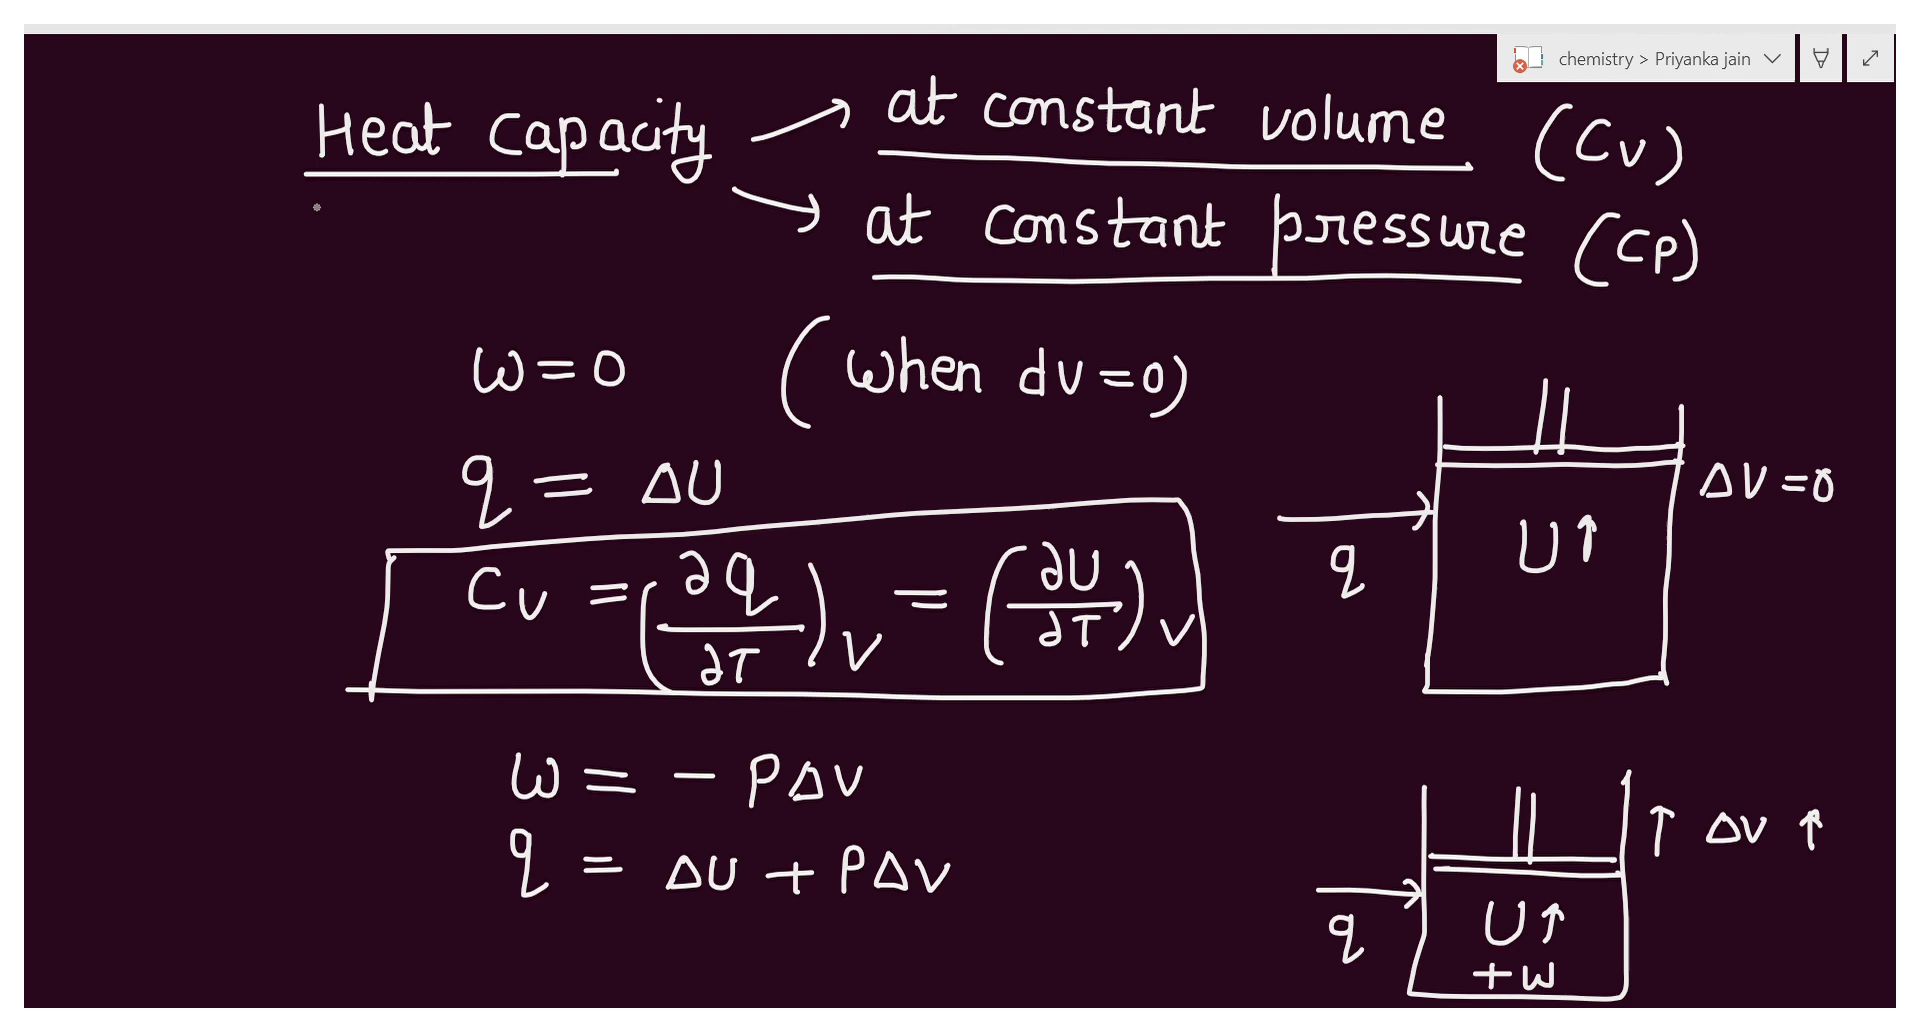 chemistry > Priyanka jain
Heat capacity → at constant volume (Cv)
→ at constant pressure (Cp)
w = 0 (when dv = 0)
q = ΔU
Cv = (∂q/∂T)v = (∂U/∂T)v
w = - PΔV
q = ΔU + PΔV
ΔV = 0
q
U↑
↑ ΔV ↑
q
U↑
+w